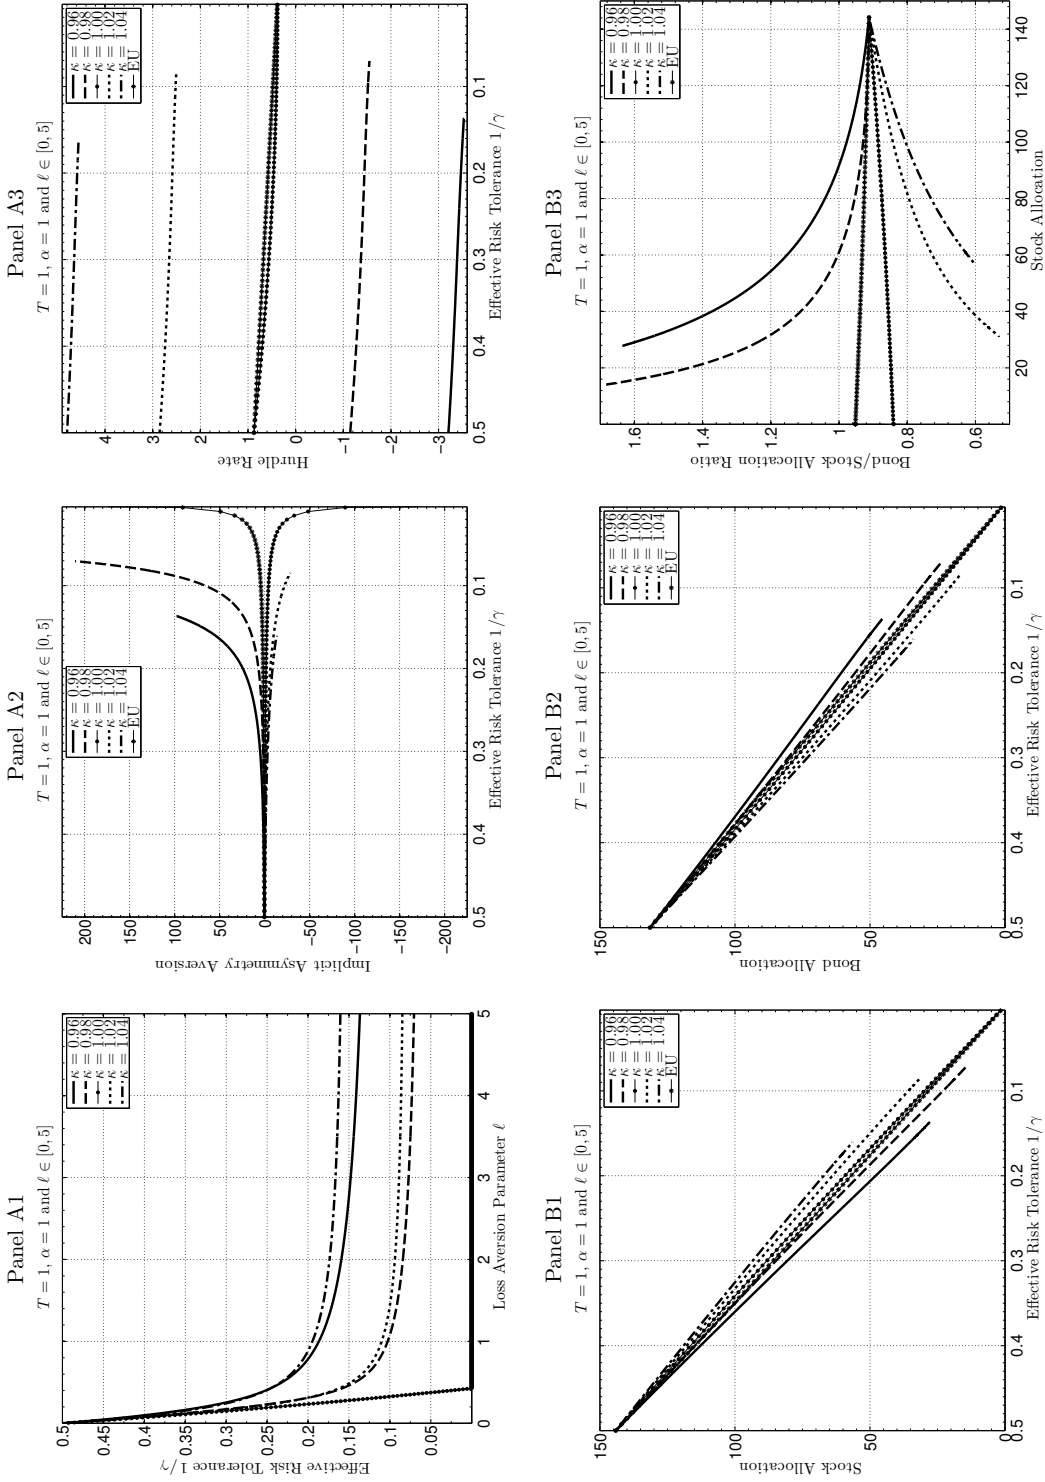 Panel A1
T = 1, α = 1 and ℓ ∈ [0, 5]
κ = 0.96
κ = 0.98
κ = 1.00
κ = 1.02
κ = 1.04
Effective Risk Tolerance 1/γ
0.5
0.45
0.4
0.35
0.3
0.25
0.2
0.15
0.1
0.05
0 1 2 3 4 5
Loss Aversion Parameter ℓ
Panel A2
T = 1, α = 1 and ℓ ∈ [0, 5]
κ = 0.96
κ = 0.98
κ = 1.00
κ = 1.02
κ = 1.04
EU
Implicit Asymmetry Aversion
200
150
100
50
0
−50
−100
−150
−200
0.5 0.4 0.3 0.2 0.1
Effective Risk Tolerance 1/γ
Panel A3
T = 1, α = 1 and ℓ ∈ [0, 5]
κ = 0.96
κ = 0.98
κ = 1.00
κ = 1.02
κ = 1.04
EU
Hurdle Rate
4
3
2
1
0
−1
−2
−3
0.5 0.4 0.3 0.2 0.1
Effective Risk Tolerance 1/γ
Panel B1
T = 1, α = 1 and ℓ ∈ [0, 5]
κ = 0.96
κ = 0.98
κ = 1.00
κ = 1.02
κ = 1.04
EU
Stock Allocation
150
100
50
0
0.5 0.4 0.3 0.2 0.1
Effective Risk Tolerance 1/γ
Panel B2
T = 1, α = 1 and ℓ ∈ [0, 5]
κ = 0.96
κ = 0.98
κ = 1.00
κ = 1.02
κ = 1.04
EU
Bond Allocation
150
100
50
0
0.5 0.4 0.3 0.2 0.1
Effective Risk Tolerance 1/γ
Panel B3
T = 1, α = 1 and ℓ ∈ [0, 5]
κ = 0.96
κ = 0.98
κ = 1.00
κ = 1.02
κ = 1.04
EU
Bond/Stock Allocation Ratio
1.6
1.4
1.2
1
0.8
0.6
20 40 60 80 100 120 140
Stock Allocation